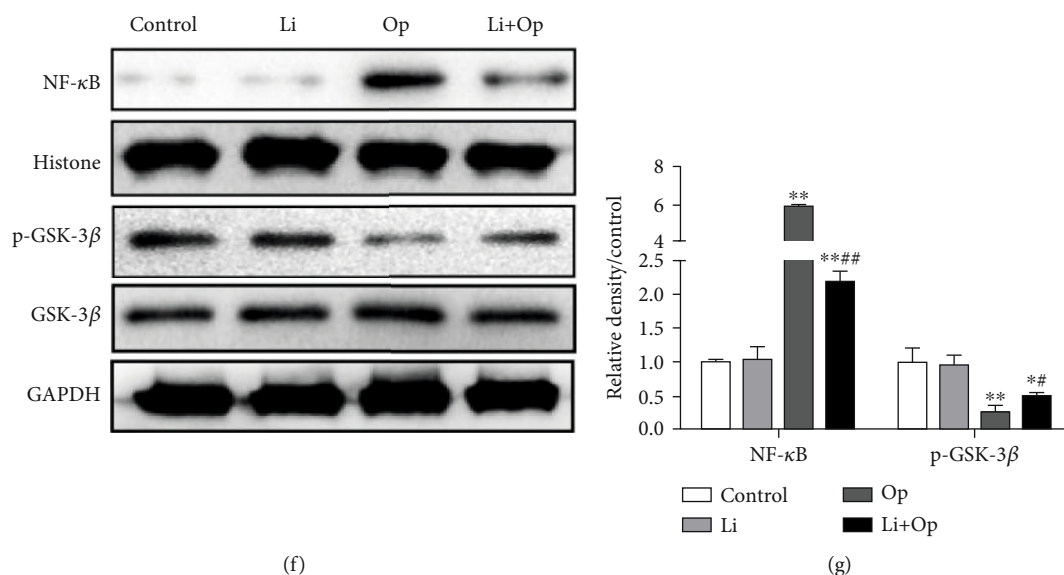 Control Li Op Li+Op
NF-κB
Histone
p-GSK-3β
GSK-3β
GAPDH
(f)
Relative density/control
8
6
4
2.5
2.0
1.5
1.0
0.5
0.0
**
**##
**
*#
NF-κB p-GSK-3β
Control Op
Li Li+Op
(g)